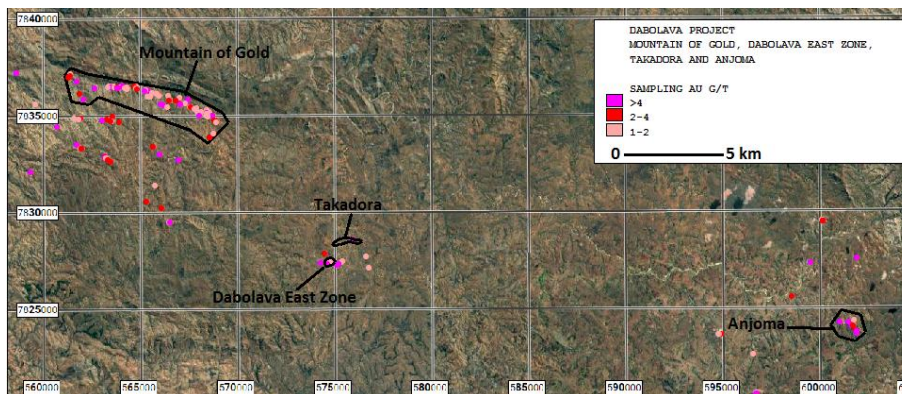 7840000
Mountain of Gold
DABOLAVA PROJECT
MOUNTAIN OF GOLD, DABOLAVA EAST ZONE,
TAKADORA AND ANJOMA
SAMPLING AU G/T
>4
2-4
1-2
0 5 km
7835000
7830000
Takadora
Dabolava East Zone
7825000
Anjoma
560000 565000 570000 575000 580000 585000 590000 595000 600000